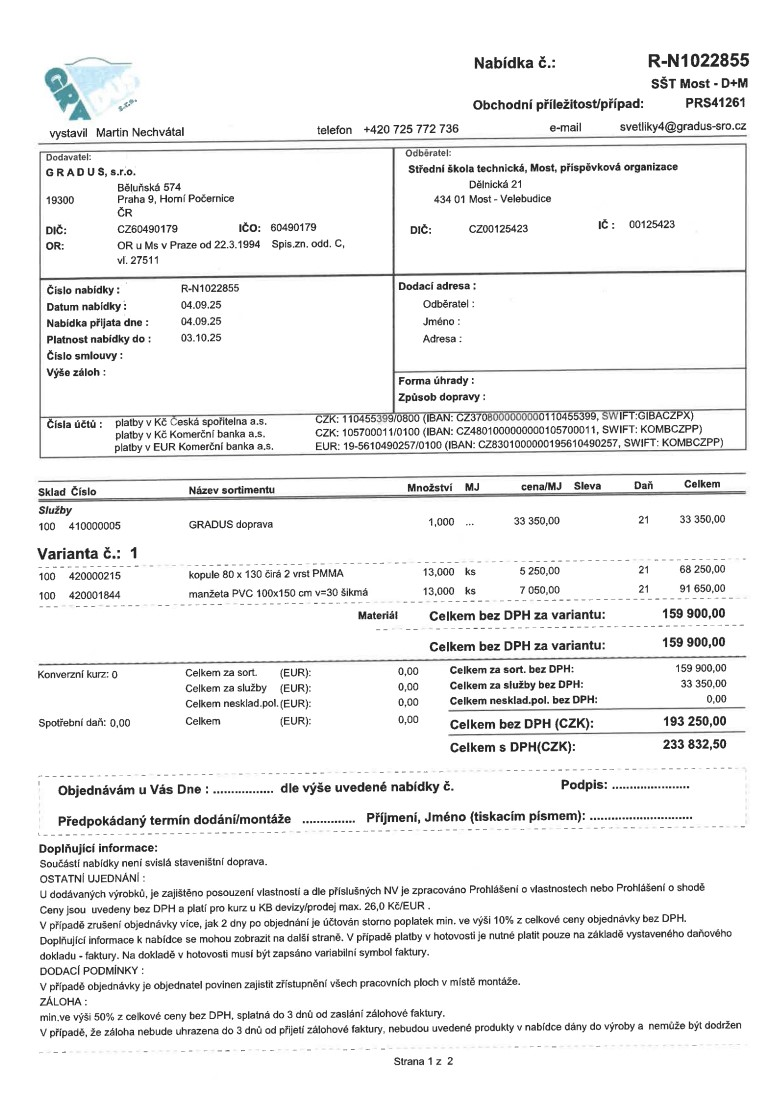 GRADUS s.r.o.
Nabídka č.: R-N1022855
SŠT Most - D+M
Obchodní příležitost/případ: PRS41261
vystavil Martin Nechvátal telefon +420 725 772 736 e-mail svetliky4@gradus-sro.cz
Dodavatel:
G R A D U S, s.r.o.
Běluňská 574
19300 Praha 9, Horní Počernice
ČR
DIČ: CZ60490179 IČO: 60490179
OR: OR u Ms v Praze od 22.3.1994 Spis.zn. odd. C,
vl. 27511
Odběratel:
Střední škola technická, Most, příspěvková organizace
Dělnická 21
434 01 Most - Velebudice
DIČ: CZ00125423 IČ : 00125423
Číslo nabídky : R-N1022855
Datum nabídky : 04.09.25
Nabídka přijata dne : 04.09.25
Platnost nabídky do : 03.10.25
Číslo smlouvy :
Výše záloh :
Dodací adresa :
Odběratel :
Jméno :
Adresa :
Forma úhrady :
Způsob dopravy :
Čísla účtů : platby v Kč Česká spořitelna a.s. CZK: 110455399/0800 (IBAN: CZ3708000000000110455399, SWIFT:GIBACZPX)
platby v Kč Komerční banka a.s. CZK: 105700011/0100 (IBAN: CZ4801000000000105700011, SWIFT: KOMBCZPP)
platby v EUR Komerční banka a.s. EUR: 19-5610490257/0100 (IBAN: CZ8301000000195610490257, SWIFT: KOMBCZPP)
Sklad Číslo Název sortimentu Množství MJ cena/MJ Sleva Daň Celkem
Služby
100 410000005 GRADUS doprava 1,000 ... 33 350,00 21 33 350,00
Varianta č.: 1
100 420000215 kopule 80 x 130 čirá 2 vrst PMMA 13,000 ks 5 250,00 21 68 250,00
100 420001844 manžeta PVC 100x150 cm v=30 šikmá 13,000 ks 7 050,00 21 91 650,00
Materiál Celkem bez DPH za variantu: 159 900,00
Celkem bez DPH za variantu: 159 900,00
Konverzní kurz: 0 Celkem za sort. (EUR): 0,00 Celkem za sort. bez DPH: 159 900,00
Celkem za služby (EUR): 0,00 Celkem za služby bez DPH: 33 350,00
Celkem nesklad.pol. (EUR): 0,00 Celkem nesklad.pol. bez DPH: 0,00
Spotřební daň: 0,00 Celkem (EUR): 0,00 Celkem bez DPH (CZK): 193 250,00
Celkem s DPH(CZK): 233 832,50
Objednávám u Vás Dne : ................. dle výše uvedené nabídky č. Podpis: ......................
Předpokádaný termín dodání/montáže ............... Příjmení, Jméno (tiskacím písmem): .............................
Doplňující informace:
Součástí nabídky není svislá staveništní doprava.
OSTATNÍ UJEDNÁNÍ :
U dodávaných výrobků, je zajištěno posouzení vlastností a dle příslušných NV je zpracováno Prohlášení o vlastnostech nebo Prohlášení o shodě
Ceny jsou uvedeny bez DPH a platí pro kurz u KB devizy/prodej max. 26,0 Kč/EUR .
V případě zrušení objednávky více, jak 2 dny po objednání je účtován storno poplatek min. ve výši 10% z celkové ceny objednávky bez DPH.
Doplňující informace k nabídce se mohou zobrazit na další straně. V případě platby v hotovosti je nutné platit pouze na základě vystaveného daňového
dokladu - faktury. Na dokladě v hotovosti musí být zapsáno variabilní symbol faktury.
DODACÍ PODMÍNKY :
V případě objednávky je objednatel povinen zajistit zřístupnění všech pracovních ploch v místě montáže.
ZÁLOHA :
min.ve výši 50% z celkové ceny bez DPH, splatná do 3 dnů od zaslání zálohové faktury.
V případě, že záloha nebude uhrazena do 3 dnů od přijetí zálohové faktury, nebudou uvedené produkty v nabídce dány do výroby a nemůže být dodržen
Strana 1 z 2